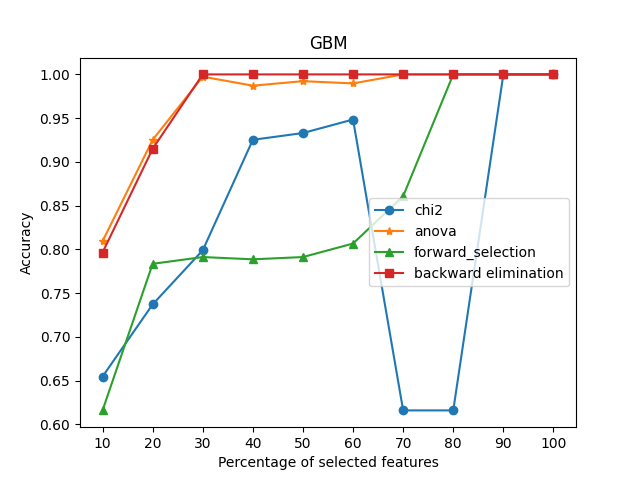 GBM
1.00
0.95
0.90
0.85
0.80
0.75
0.70
0.65
0.60
Accuracy
chi2
anova
forward_selection
backward elimination
10 20 30 40 50 60 70 80 90 100
Percentage of selected features